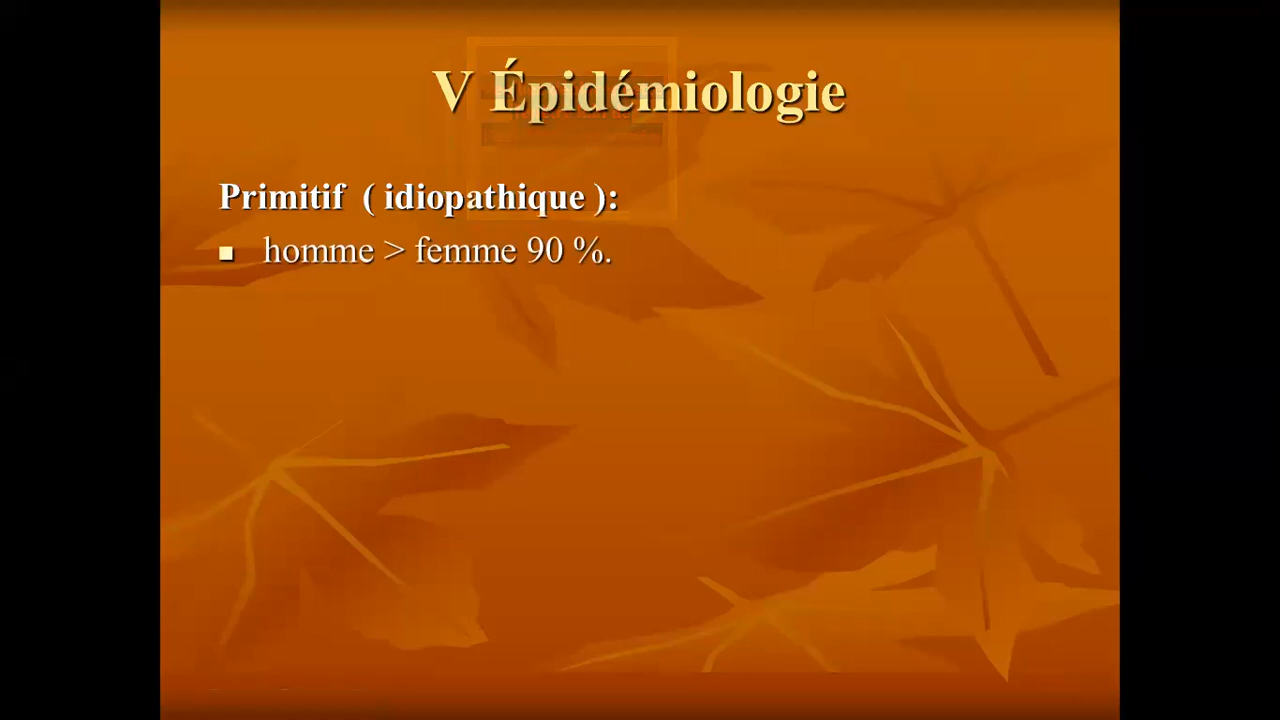 V Épidémiologie
Primitif ( idiopathique ):
homme > femme 90 %.